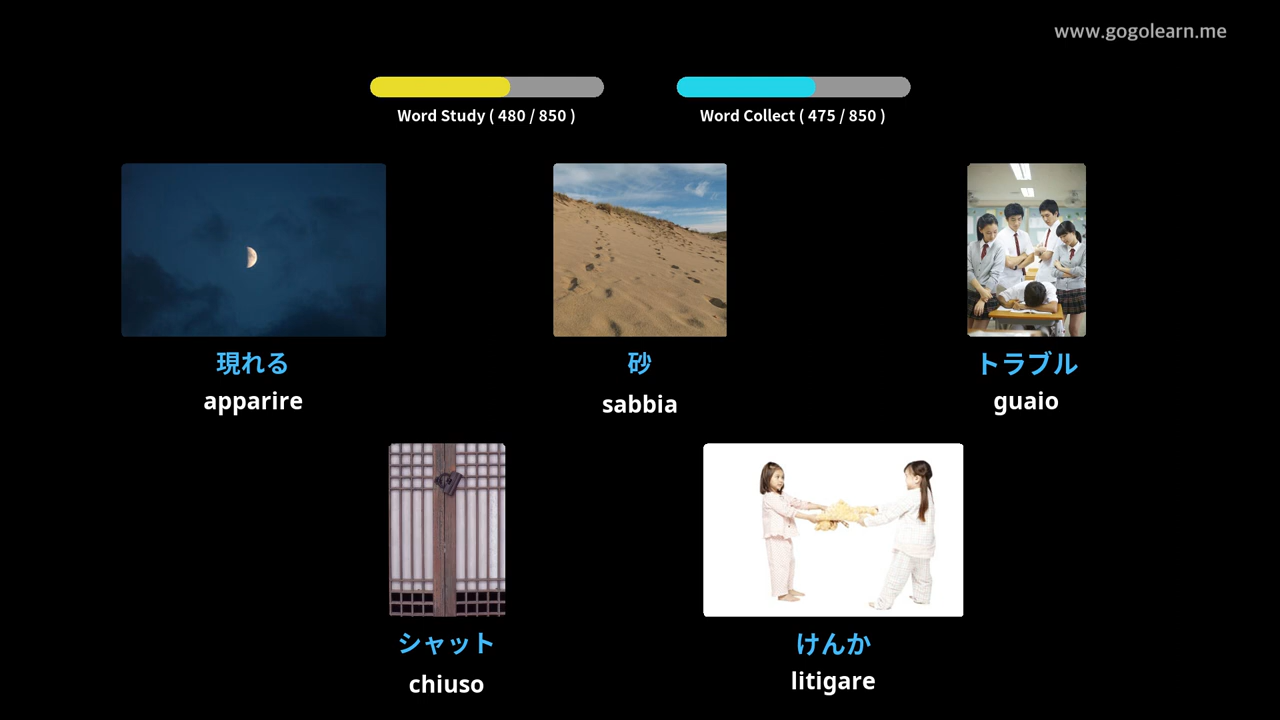 www.gogolearn.me
Word Study ( 480 / 850 )
Word Collect ( 475 / 850 )
現れる
apparire
砂
sabbia
トラブル
guaio
シャット
chiuso
けんか
litigare